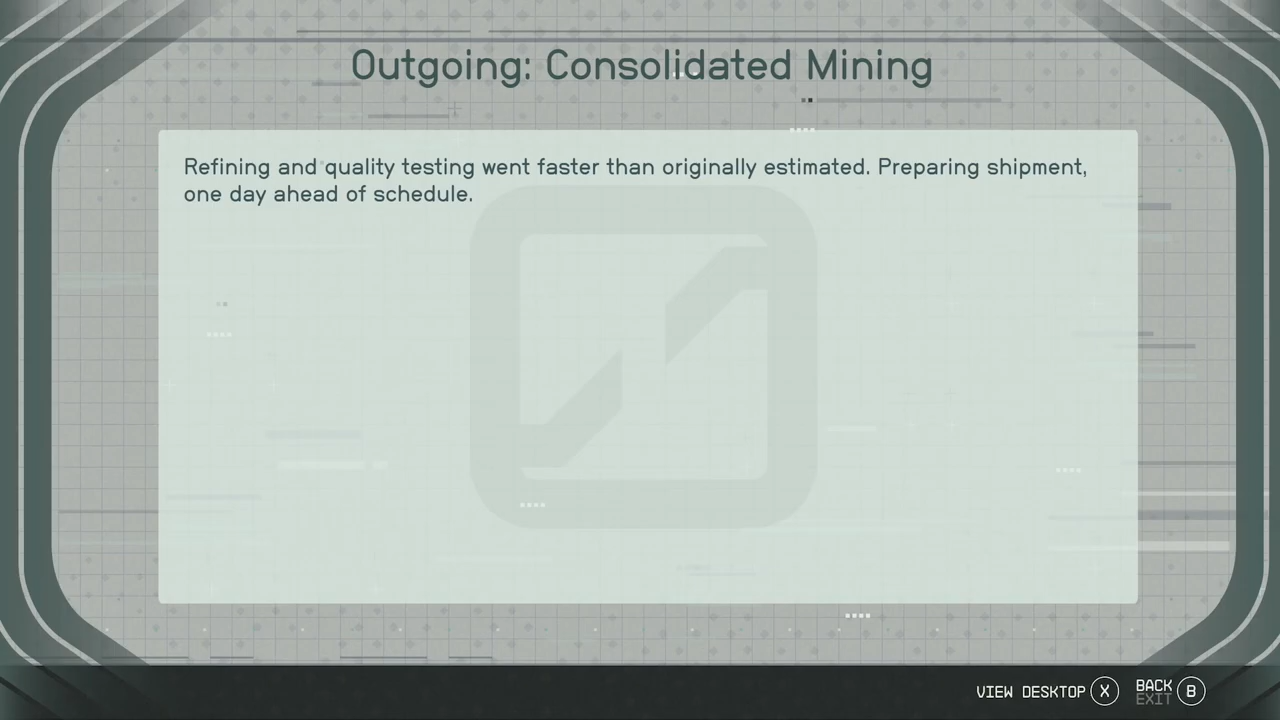 Outgoing: Consolidated Mining
Refining and quality testing went faster than originally estimated. Preparing shipment,
one day ahead of schedule.
VIEW DESKTOP X
BACK B
EXIT